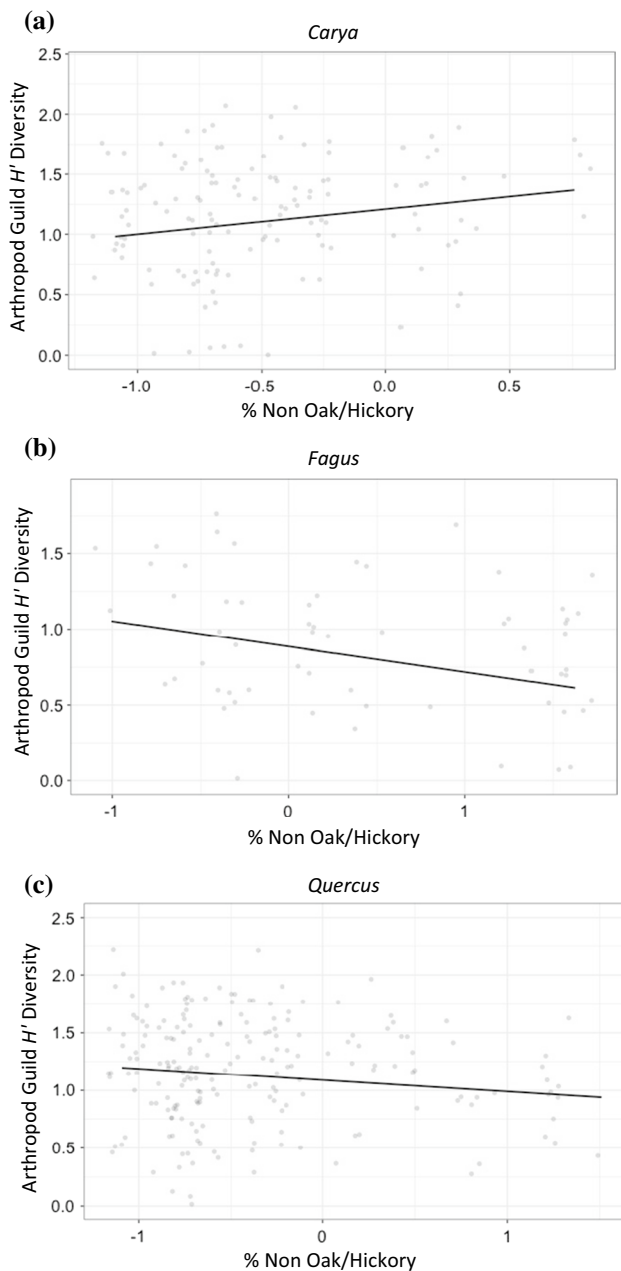 (a)
Carya
Arthropod Guild H' Diversity
2.5
2.0
1.5
1.0
0.5
0.0
-1.0 -0.5 0.0 0.5
% Non Oak/Hickory
(b)
Fagus
Arthropod Guild H' Diversity
1.5
1.0
0.5
0.0
-1 0 1
% Non Oak/Hickory
(c)
Quercus
Arthropod Guild H' Diversity
2.5
2.0
1.5
1.0
0.5
0.0
-1 0 1
% Non Oak/Hickory